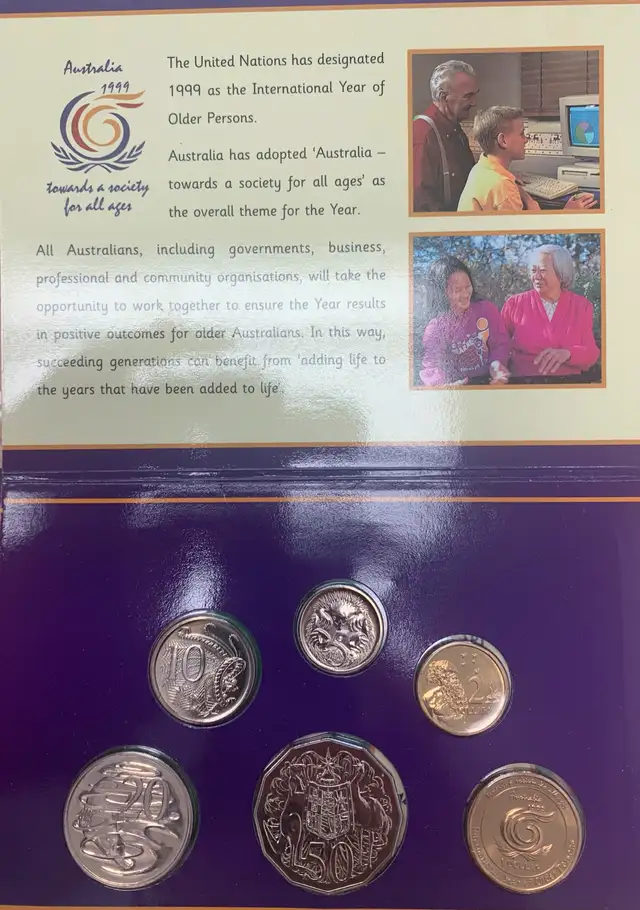 Australia
1999
towards a society
for all ages
The United Nations has designated
1999 as the International Year of
Older Persons.
Australia has adopted 'Australia –
towards a society for all ages' as
the overall theme for the Year.
All Australians, including governments, business,
professional and community organisations, will take the
opportunity to work together to ensure the Year results
in positive outcomes for older Australians. In this way,
succeeding generations can benefit from 'adding life to
the years that have been added to life'.
5
10
2
20
50
Australia
1999